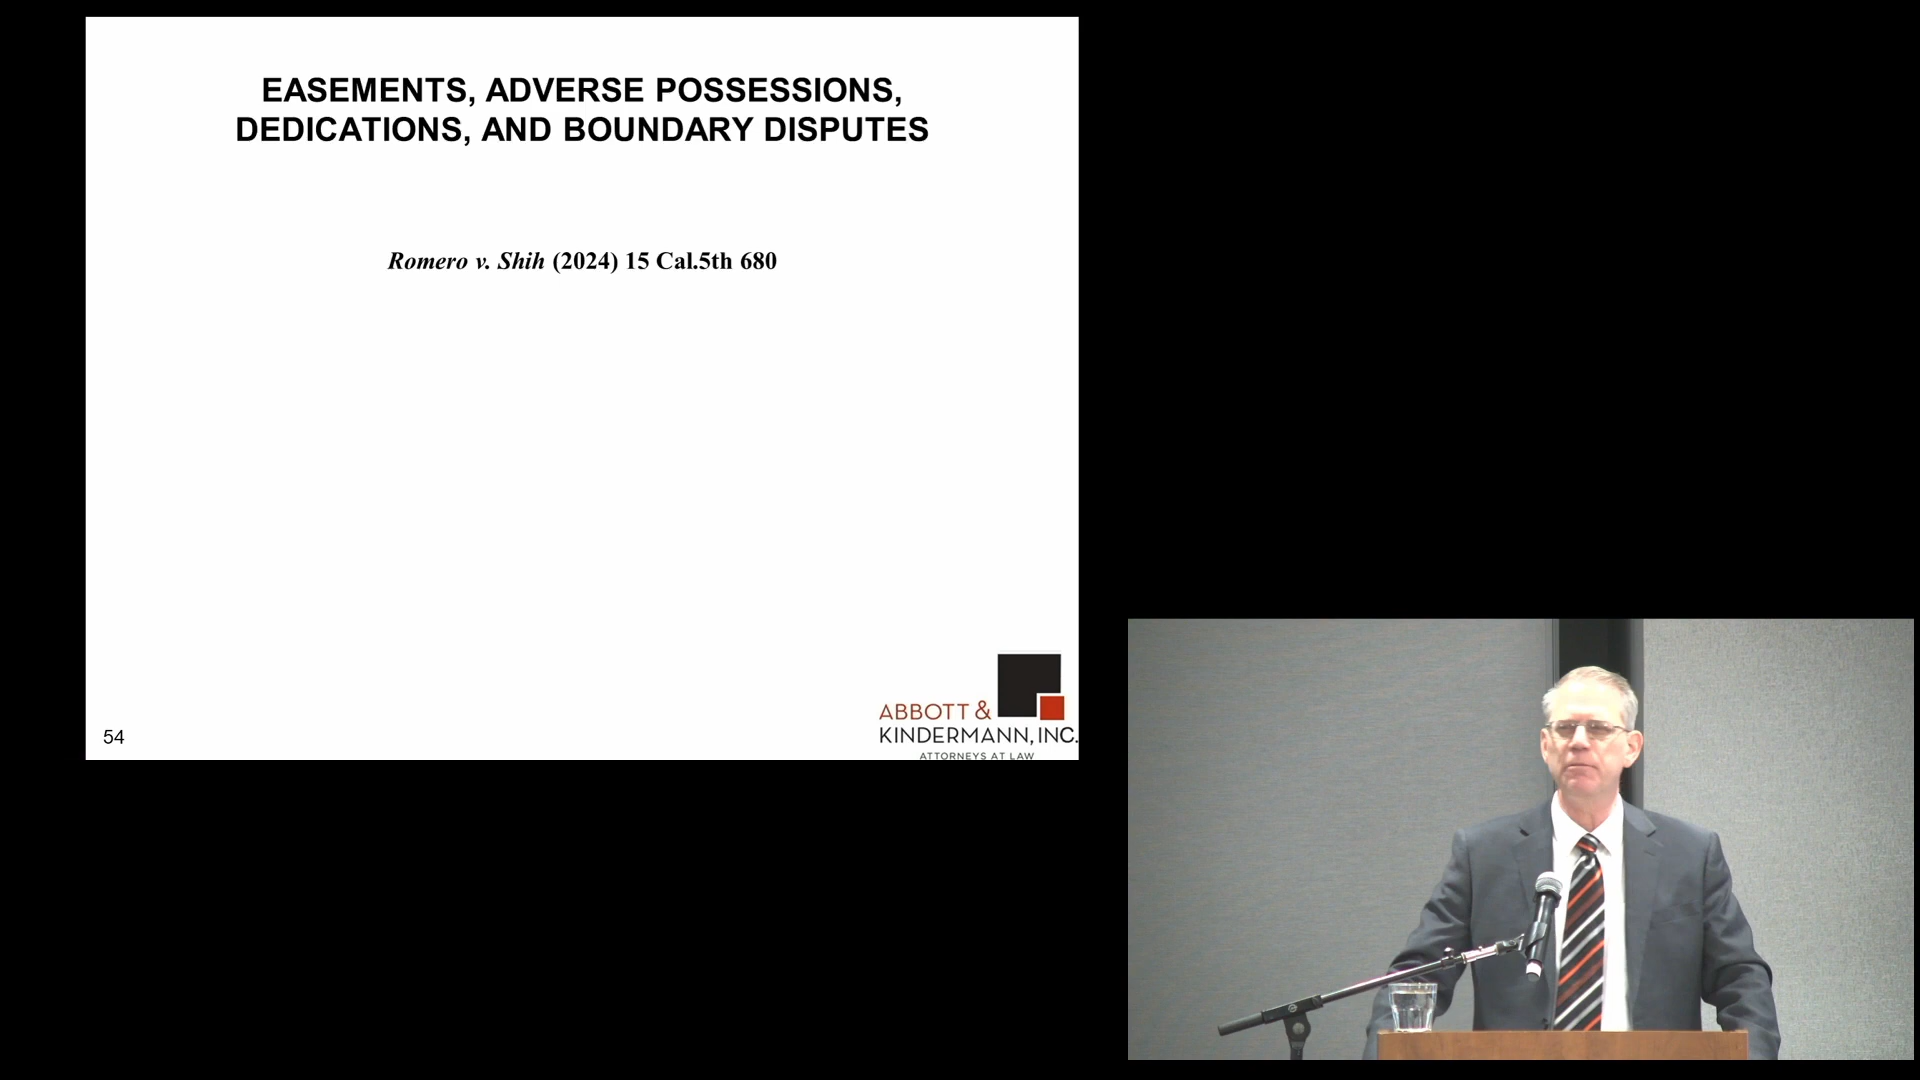 EASEMENTS, ADVERSE POSSESSIONS,
DEDICATIONS, AND BOUNDARY DISPUTES
Romero v. Shih (2024) 15 Cal.5th 680
54
ABBOTT &
KINDERMANN, INC.
ATTORNEYS AT LAW